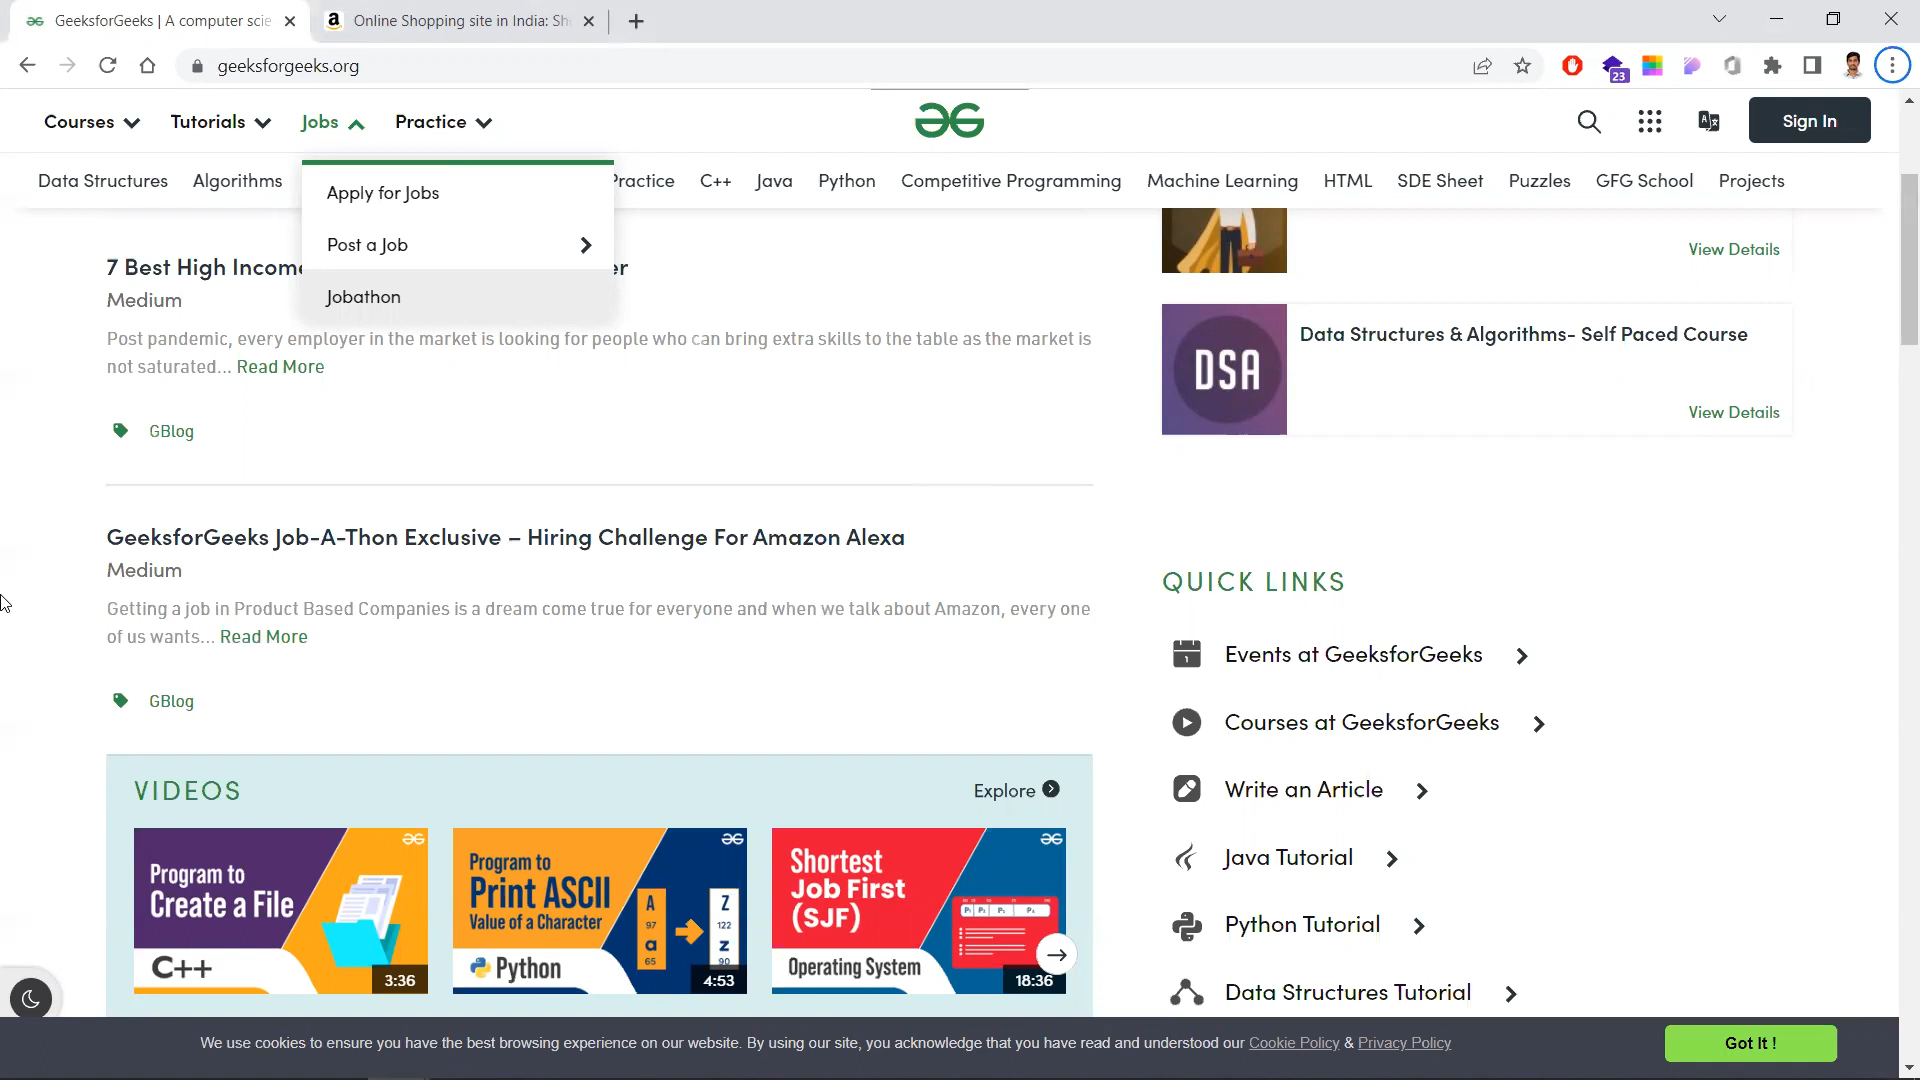 GeeksforGeeks | A computer scie
Online Shopping site in India: Sh
geeksforgeeks.org
23
Courses
Tutorials
Jobs
Practice
Sign In
Data Structures
Algorithms
Practice
C++
Java
Python
Competitive Programming
Machine Learning
HTML
SDE Sheet
Puzzles
GFG School
Projects
Apply for Jobs
Post a Job
Jobathon
7 Best High Income
Medium
Post pandemic, every employer in the market is looking for people who can bring extra skills to the table as the market is
not saturated... Read More
GBlog
GeeksforGeeks Job-A-Thon Exclusive – Hiring Challenge For Amazon Alexa
Medium
Getting a job in Product Based Companies is a dream come true for everyone and when we talk about Amazon, every one
of us wants... Read More
GBlog
VIDEOS
Explore
Program to
Create a File
C++
3:36
Program to
Print ASCII
Value of a Character
A
97
a
65
Z
122
z
90
Python
4:53
Shortest
Job First
(SJF)
Operating System
18:36
View Details
DSA
Data Structures & Algorithms- Self Paced Course
View Details
QUICK LINKS
Events at GeeksforGeeks
Courses at GeeksforGeeks
Write an Article
Java Tutorial
Python Tutorial
Data Structures Tutorial
We use cookies to ensure you have the best browsing experience on our website. By using our site, you acknowledge that you have read and understood our Cookie Policy & Privacy Policy
Got It !